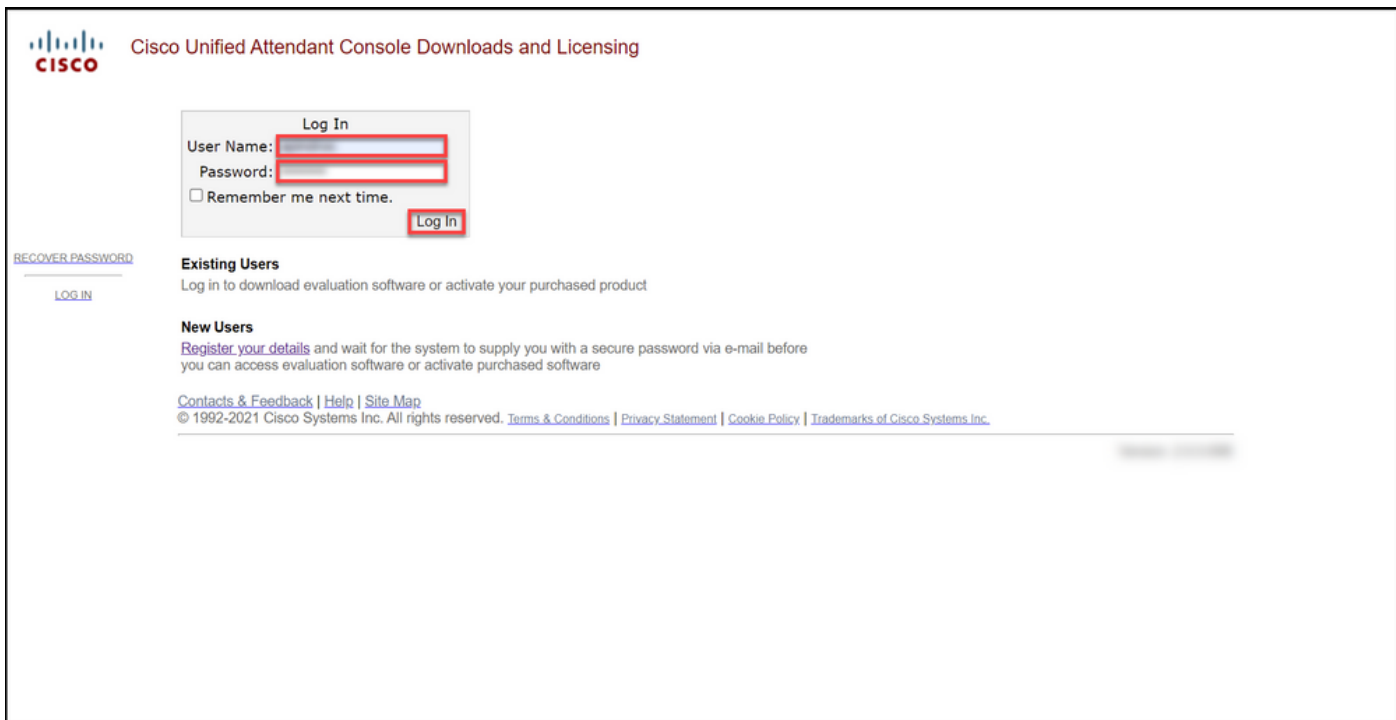 CISCO
Cisco Unified Attendant Console Downloads and Licensing
Log In
User Name:
Password:
Remember me next time.
Log In
RECOVER PASSWORD
LOG IN
Existing Users
Log in to download evaluation software or activate your purchased product
New Users
Register your details and wait for the system to supply you with a secure password via e-mail before
you can access evaluation software or activate purchased software
Contacts & Feedback | Help | Site Map
© 1992-2021 Cisco Systems Inc. All rights reserved. Terms & Conditions | Privacy Statement | Cookie Policy | Trademarks of Cisco Systems Inc.